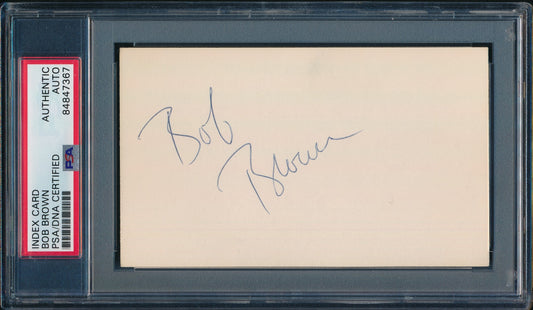 INDEX CARD
BOB BROWN
PSA/DNA CERTIFIED
AUTHENTIC
AUTO
84847367
PSA
Bob
Brown